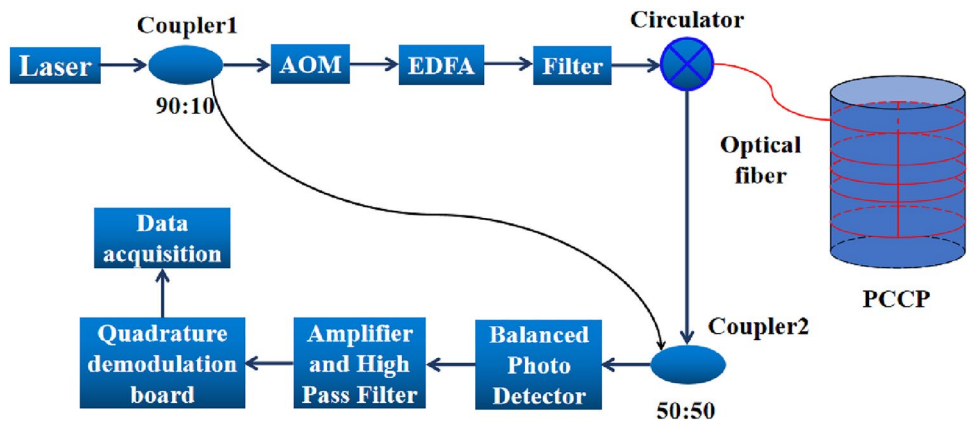 Coupler1
Circulator
Laser
AOM
EDFA
Filter
90:10
Optical
fiber
Data
acquisition
PCCP
Quadrature
demodulation
board
Amplifier
and High
Pass Filter
Balanced
Photo
Detector
Coupler2
50:50